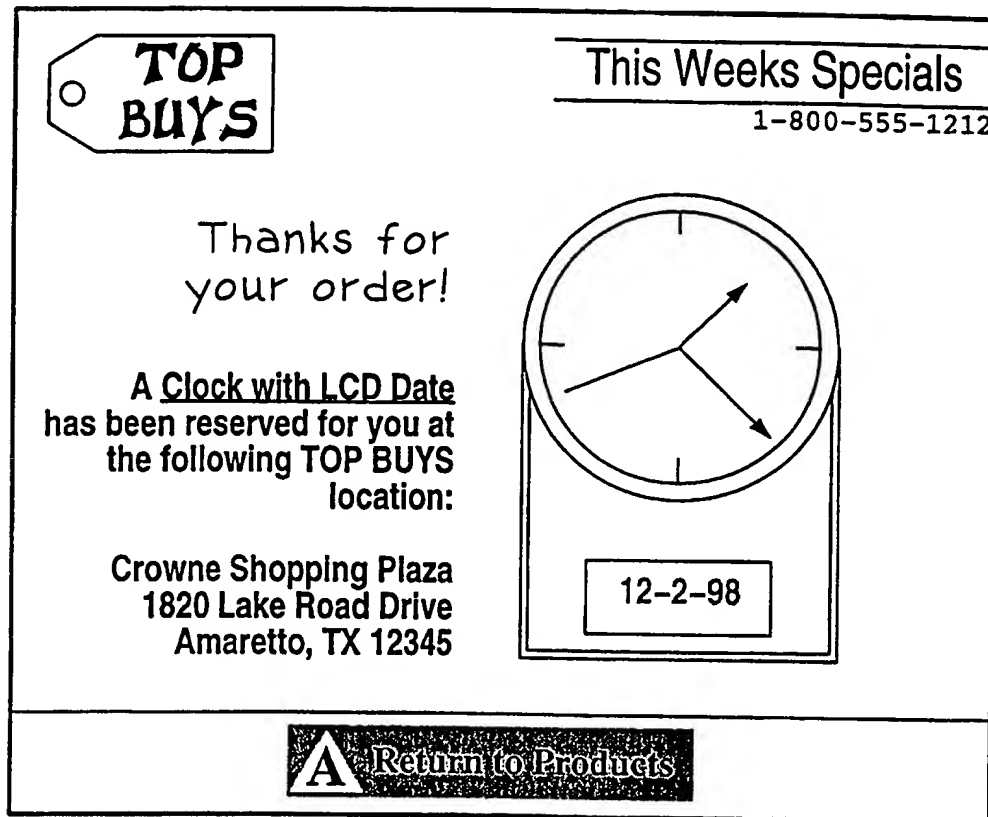 TOP
BUYS
This Weeks Specials
1-800-555-1212
Thanks for
your order!
A Clock with LCD Date
has been reserved for you at
the following TOP BUYS
location:
Crowne Shopping Plaza
1820 Lake Road Drive
Amaretto, TX 12345
12-2-98
A Return to Products